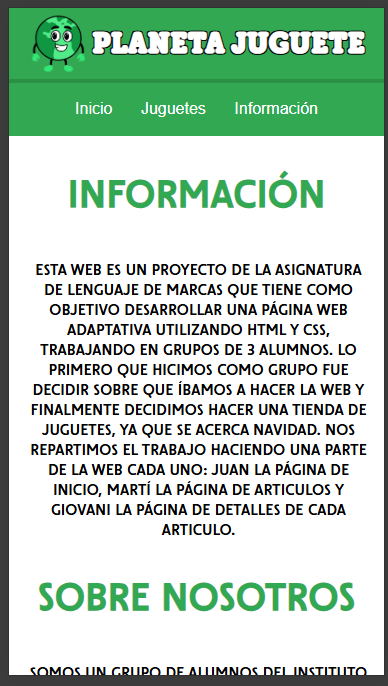 PLANETA JUGUETE
Inicio Juguetes Información
INFORMACIÓN
ESTA WEB ES UN PROYECTO DE LA ASIGNATURA
DE LENGUAJE DE MARCAS QUE TIENE COMO
OBJETIVO DESARROLLAR UNA PÁGINA WEB
ADAPTATIVA UTILIZANDO HTML Y CSS,
TRABAJANDO EN GRUPOS DE 3 ALUMNOS. LO
PRIMERO QUE HICIMOS COMO GRUPO FUE
DECIDIR SOBRE QUE ÍBAMOS A HACER LA WEB Y
FINALMENTE DECIDIMOS HACER UNA TIENDA DE
JUGUETES, YA QUE SE ACERCA NAVIDAD. NOS
REPARTIMOS EL TRABAJO HACIENDO UNA PARTE
DE LA WEB CADA UNO: JUAN LA PÁGINA DE
INICIO, MARTÍ LA PÁGINA DE ARTICULOS Y
GIOVANI LA PÁGINA DE DETALLES DE CADA
ARTICULO.
SOBRE NOSOTROS
SOMOS UN GRUPO DE ALUMNOS DEL INSTITUTO